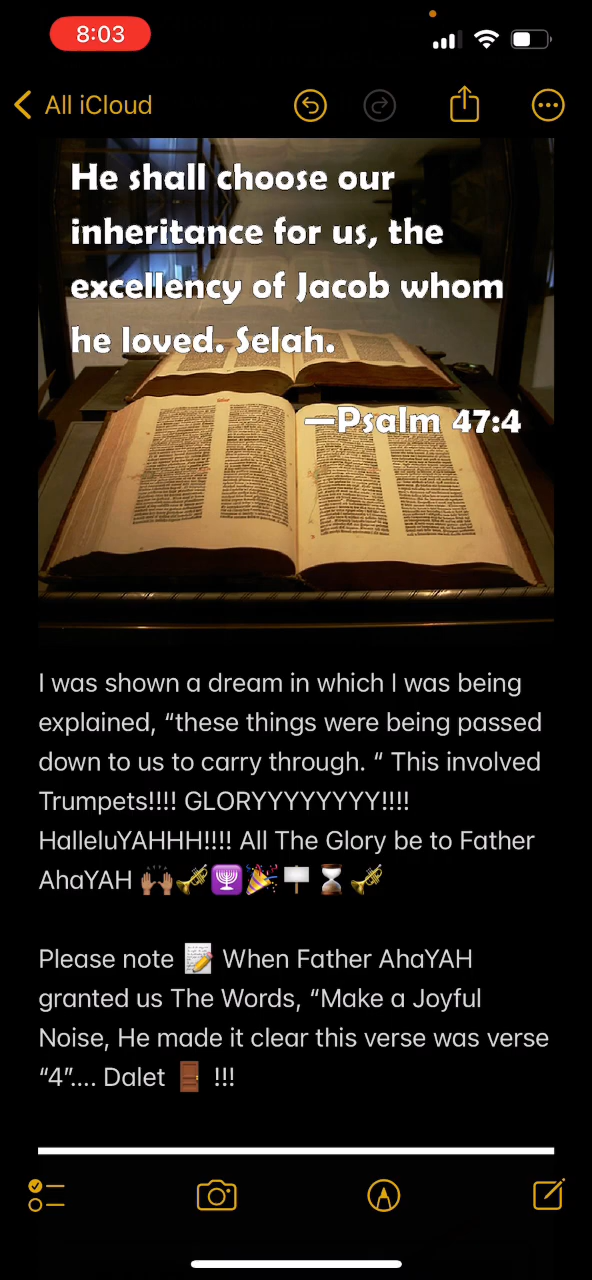 8:03
All iCloud
He shall choose our
inheritance for us, the
excellency of Jacob whom
he loved. Selah.
—Psalm 47:4
I was shown a dream in which I was being
explained, “these things were being passed
down to us to carry through. “ This involved
Trumpets!!!! GLORYYYYYYYY!!!!
HalleluYAHHH!!!! All The Glory be to Father
AhaYAH 🙌🏽🎺🕎🎉🪧⏳🎺
Please note 📝 When Father AhaYAH
granted us The Words, “Make a Joyful
Noise, He made it clear this verse was verse
“4”.... Dalet 🚪 !!!